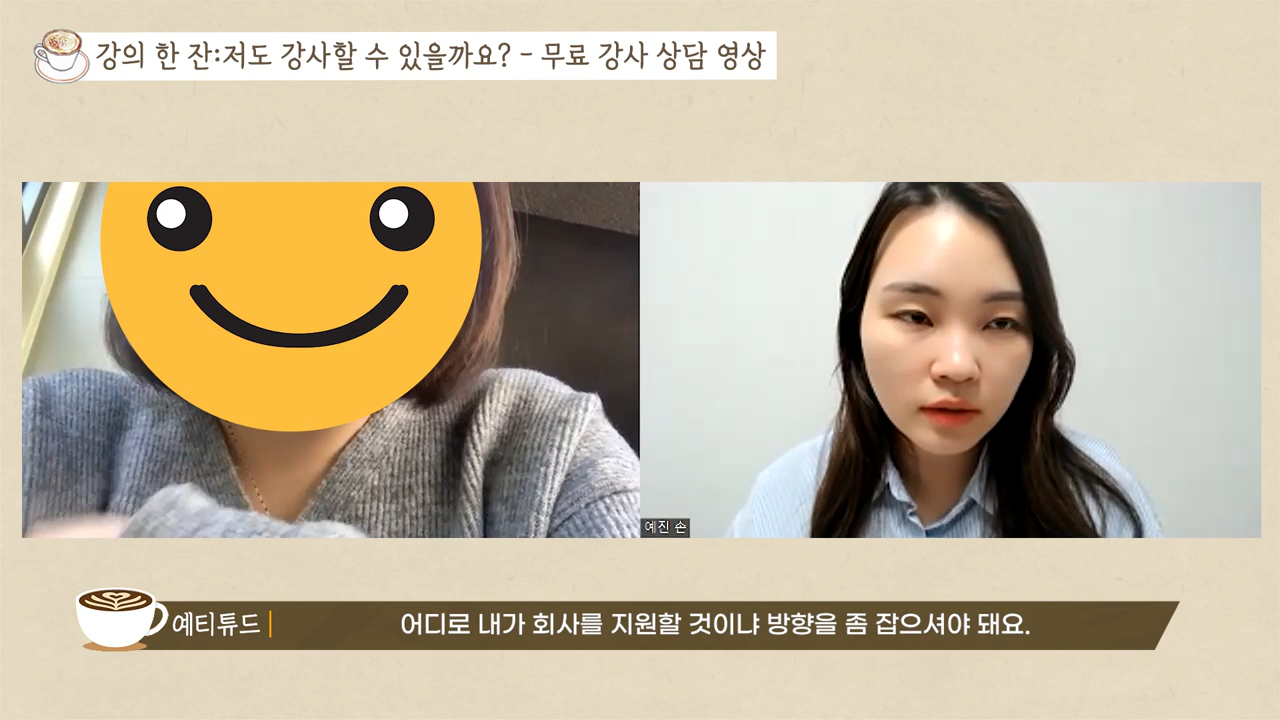 강의 한 잔:저도 강사할 수 있을까요? - 무료 강사 상담 영상
예진 손
예티튜드
어디로 내가 회사를 지원할 것이냐 방향을 좀 잡으셔야 돼요.